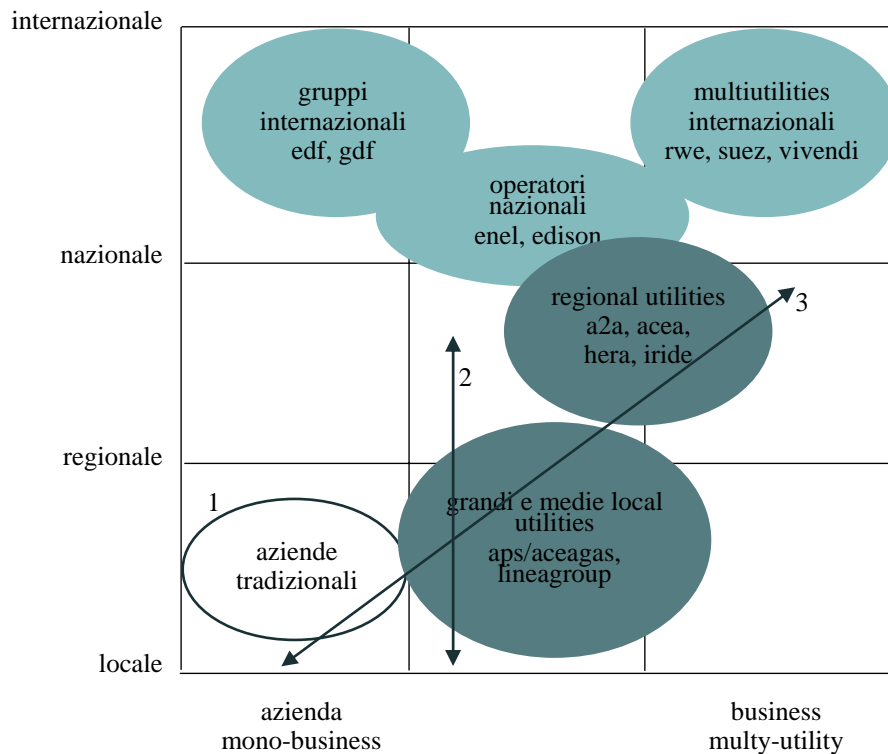 internazionale
gruppi
internazionali
edf, gdf
multiutilities
internazionali
rwe, suez, vivendi
operatori
nazionali
enel, edison
nazionale
regional utilities
a2a, acea,
hera, iride
3
2
regionale
1
grandi e medie local
utilities
aps/aceagas,
lineagroup
aziende
tradizionali
locale
azienda
mono-business
business
multy-utility